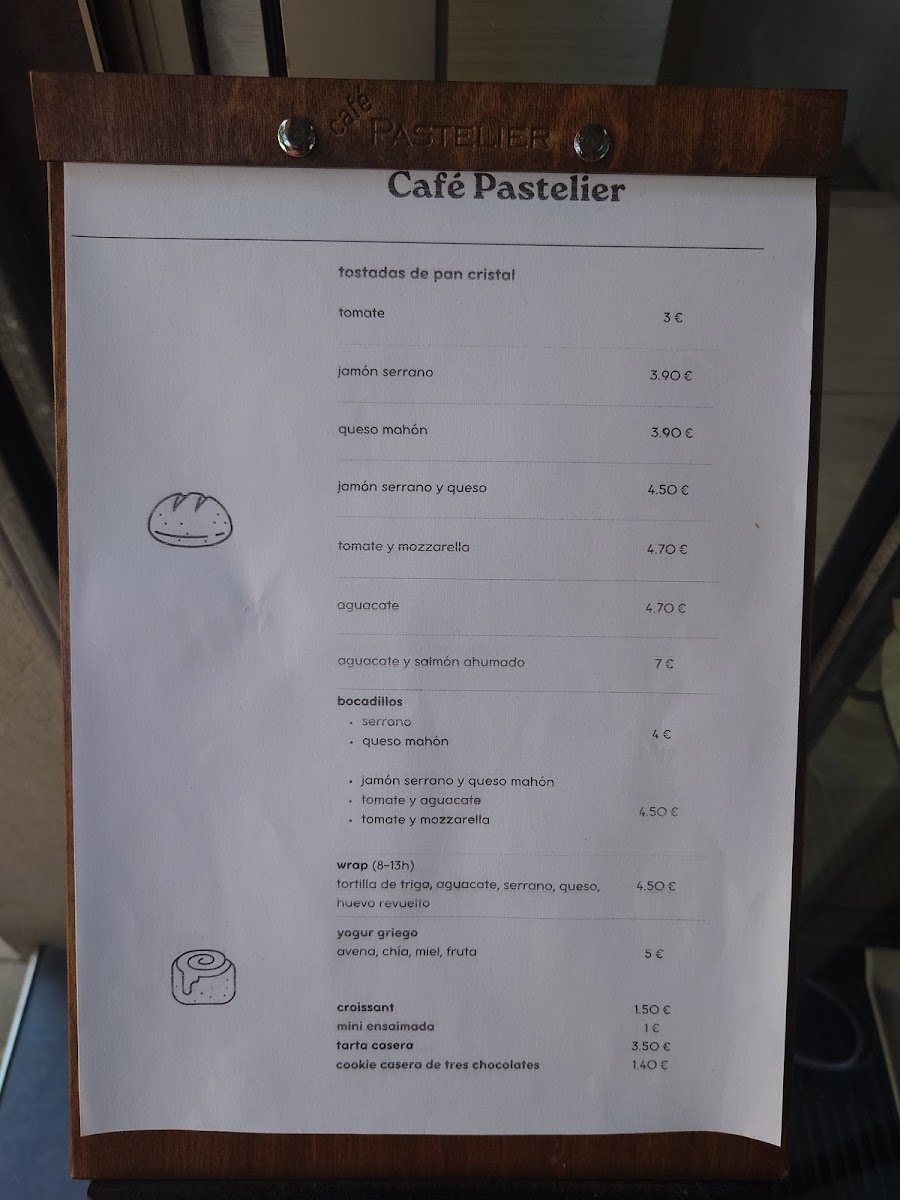 café
PASTELIER
Café Pastelier
tostadas de pan cristal
tomate 3 €
jamón serrano 3.90 €
queso mahón 3.90 €
jamón serrano y queso 4.50 €
tomate y mozzarella 4.70 €
aguacate 4.70 €
aguacate y salmón ahumado 7 €
bocadillos
• serrano
4 €
• queso mahón
• jamón serrano y queso mahón
• tomate y aguacate
4.50 €
• tomate y mozzarella
wrap (8-13h)
tortilla de trigo, aguacate, serrano, queso, 4.50 €
huevo revuelto
yogur griego
avena, chía, miel, fruta 5 €
croissant 1.50 €
mini ensaimada 1 €
tarta casera 3.50 €
cookie casera de tres chocolates 1.40 €